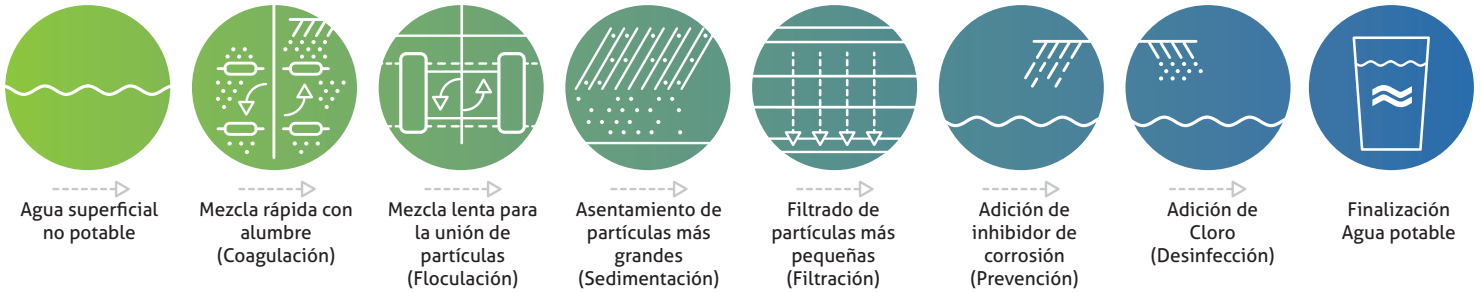 Agua superficial
no potable
Mezcla rápida con
alumbre
(Coagulación)
Mezcla lenta para
la unión de
partículas
(Floculación)
Asentamiento de
partículas más
grandes
(Sedimentación)
Filtrado de
partículas más
pequeñas
(Filtración)
Adición de
inhibidor de
corrosión
(Prevención)
Adición de
Cloro
(Desinfección)
Finalización
Agua potable